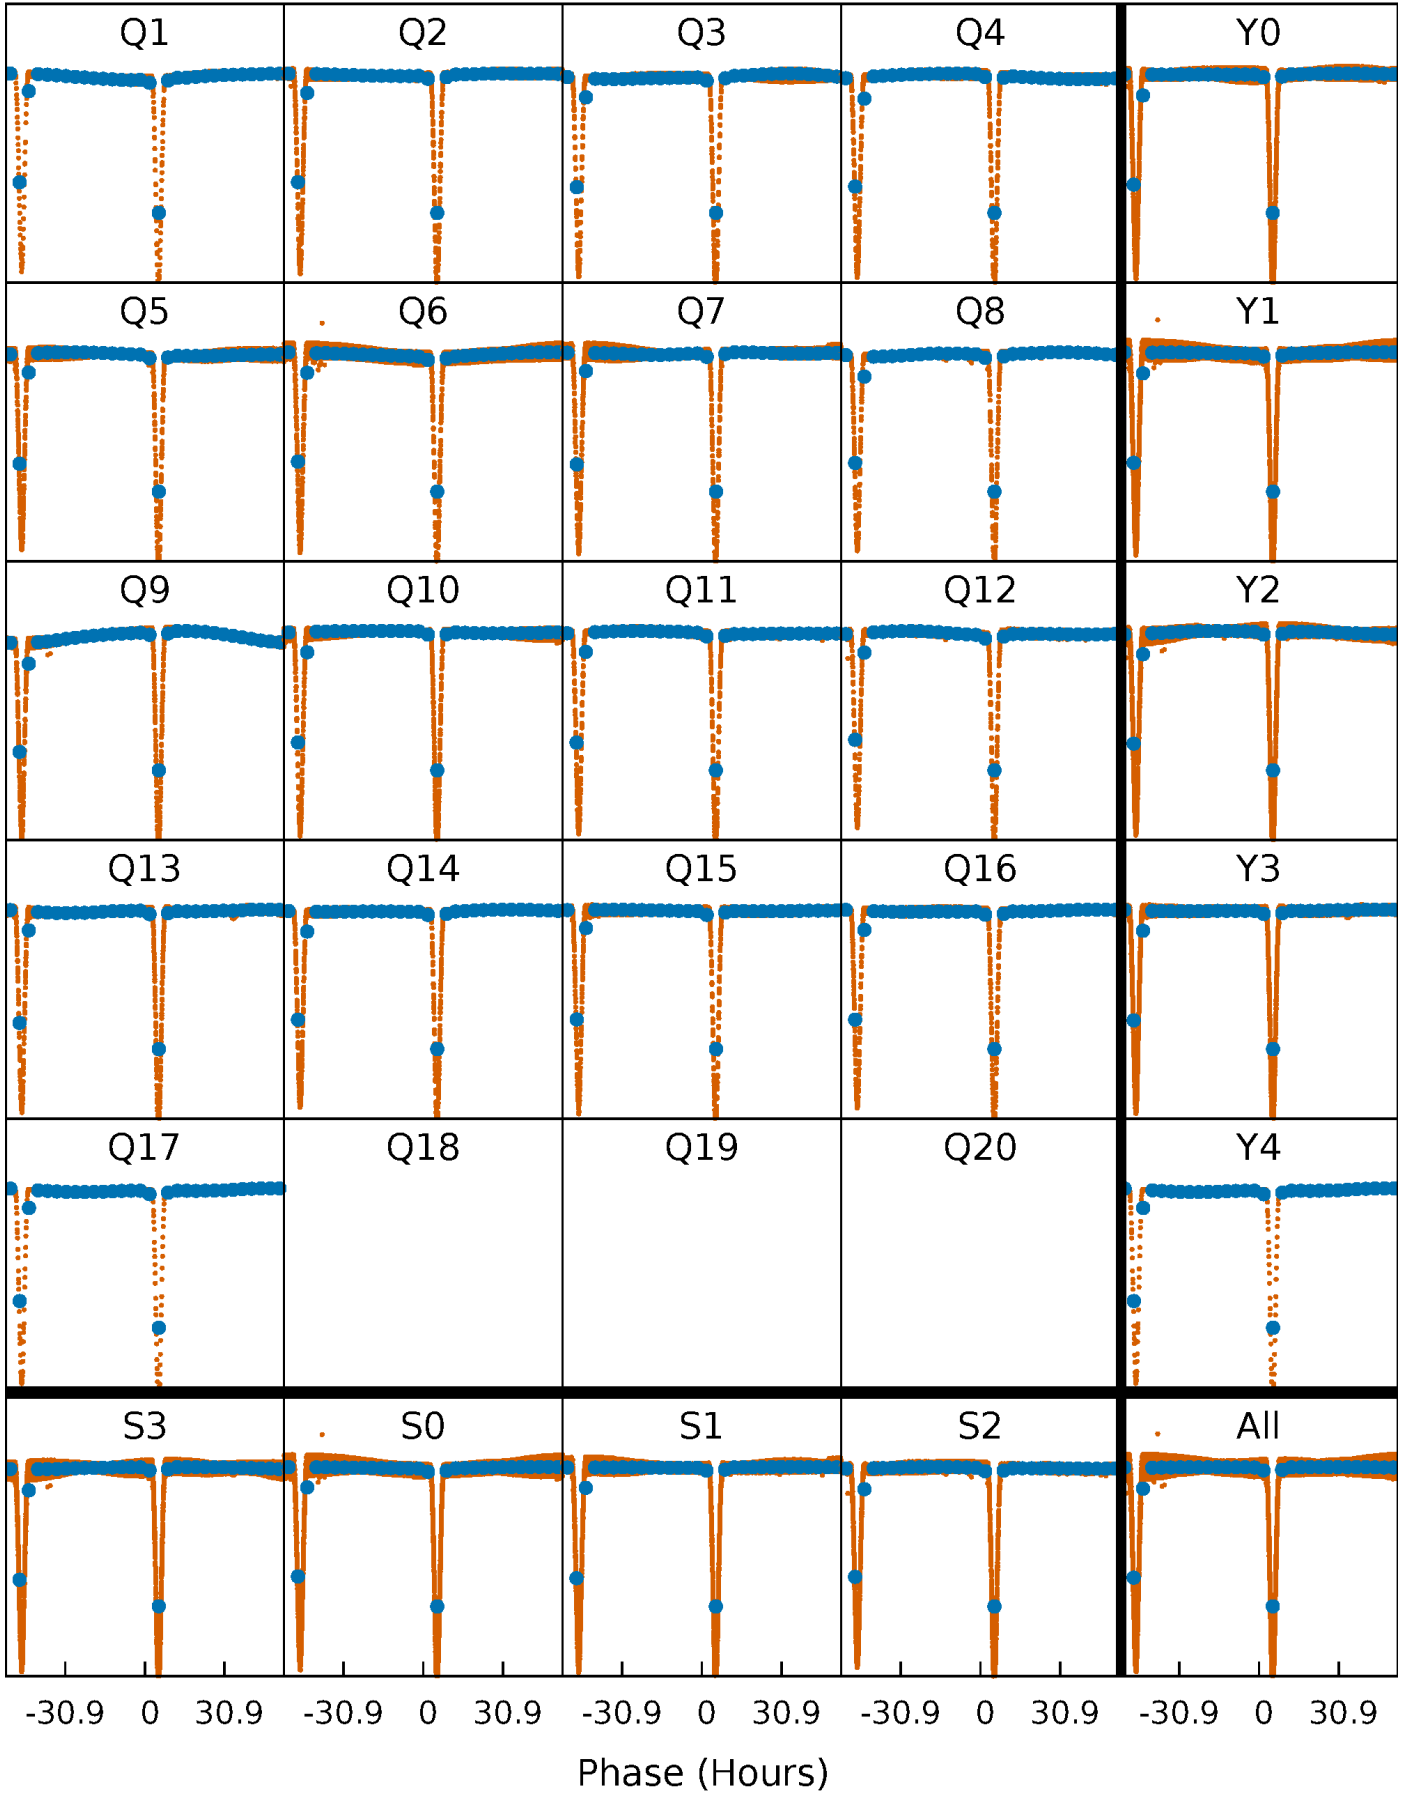 Q1 Q2 Q3 Q4 Y0
Q5 Q6 Q7 Q8 Y1
Q9 Q10 Q11 Q12 Y2
Q13 Q14 Q15 Q16 Y3
Q17 Q18 Q19 Q20 Y4
S3 S0 S1 S2 All
-30.9 0 30.9 -30.9 0 30.9 -30.9 0 30.9 -30.9 0 30.9 -30.9 0 30.9
Phase (Hours)